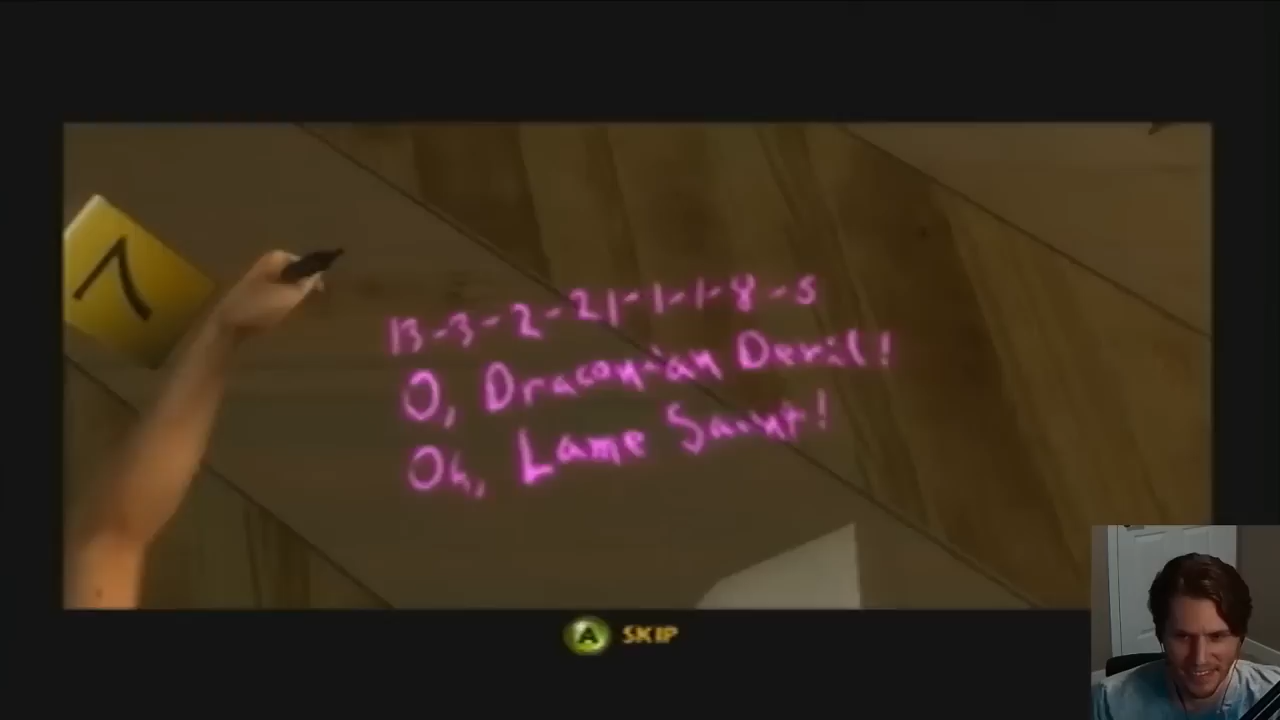 7
13-3-2-21-1-1-8-5
O, Draconian Devil!
Oh, Lame Saint!
A SKIP